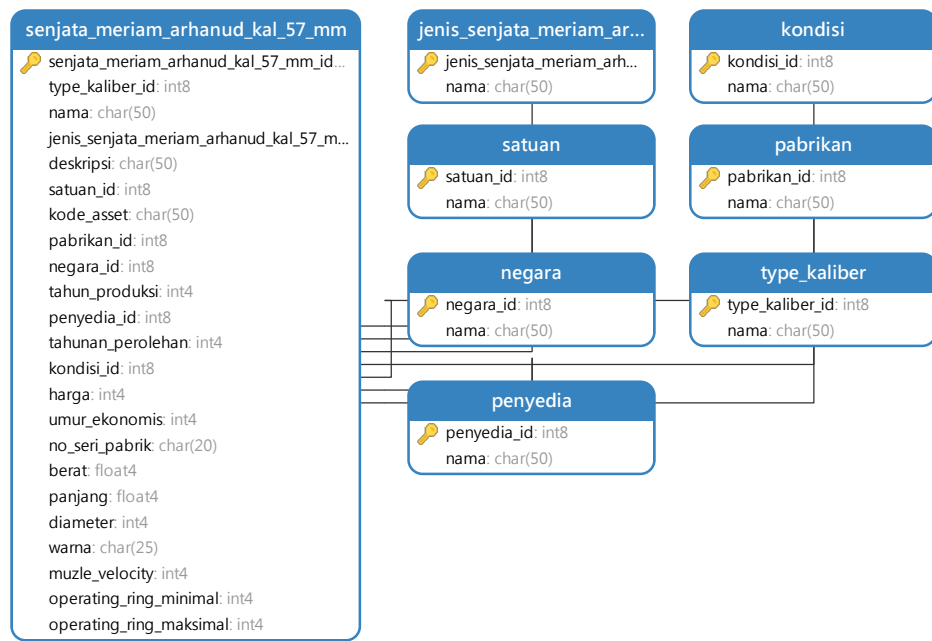 senjata_meriam_arhanud_kal_57_mm
senjata_meriam_arhanud_kal_57_mm_id...
type_kaliber_id: int8
nama: char(50)
jenis_senjata_meriam_arhanud_kal_57_m...
deskripsi: char(50)
satuan_id: int8
kode_asset: char(50)
pabrikan_id: int8
negara_id: int8
tahun_produksi: int4
penyedia_id: int8
tahunan_perolehan: int4
kondisi_id: int8
harga: int4
umur_ekonomis: int4
no_seri_pabrik: char(20)
berat: float4
panjang: float4
diameter: int4
warna: char(25)
muzle_velocity: int4
operating_ring_minimal: int4
operating_ring_maksimal: int4
jenis_senjata_meriam_ar...
jenis_senjata_meriam_arh...
nama: char(50)
kondisi
kondisi_id: int8
nama: char(50)
satuan
satuan_id: int8
nama: char(50)
pabrikan
pabrikan_id: int8
nama: char(50)
negara
negara_id: int8
nama: char(50)
type_kaliber
type_kaliber_id: int8
nama: char(50)
penyedia
penyedia_id: int8
nama: char(50)